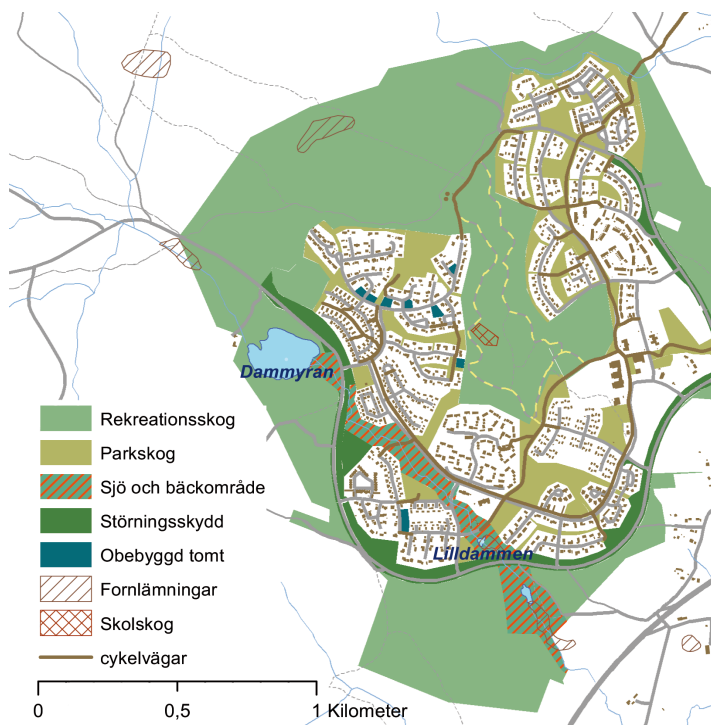 Dammyran
Rekreationsskog
Parkskog
Sjö och bäckområde
Störningsskydd
Obebyggd tomt
Lilldammen
Fornlämningar
Skolskog
cykelvägar
0 0,5 1 Kilometer